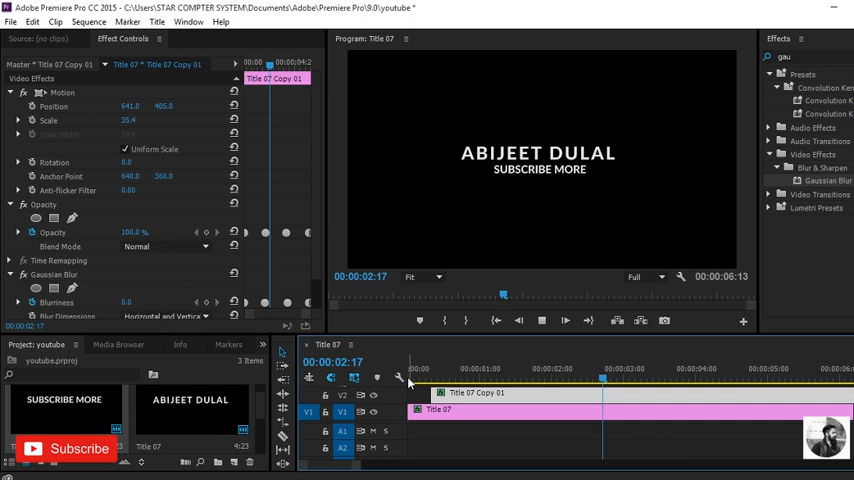 Adobe Premiere Pro CC 2015 - C:\Users\STAR COMPTER SYSTEM\Documents\Adobe\Premiere Pro\9.0\youtube *
File Edit Clip Sequence Marker Title Window Help
Source: (no clips) Effect Controls Program: Title 07 Effects
gau
Master * Title 07 Copy 01 Title 07 * Title 07 Copy 01
Video Effects Title 07 Copy 01
fx Motion
Position 641.0 405.0
Scale 35.4
Scale Width
Uniform Scale
Rotation 0.0
Anchor Point 640.0 360.0
Anti-flicker Filter 0.00
fx Opacity
Opacity 100.0 %
Blend Mode Normal
Time Remapping
fx Gaussian Blur
Blurriness 0.0
Blur Dimensions Horizontal and Vertica
00:00:02:17
ABIJEET DULAL
SUBSCRIBE MORE
00:00:02:17 Fit Full 00:00:06:13
Presets
Convolution Ker
Convolution K
Convolution K
Audio Effects
Audio Transitions
Video Effects
Blur & Sharpen
Gaussian Blur
Video Transitions
Lumetri Presets
Project: youtube Media Browser Info Markers
youtube.prproj 3 Items
SUBSCRIBE MORE ABIJEET DULAL
Title 07 4:23
Subscribe
Title 07
00:00:02:17
:00:00 00:00:01:00 00:00:02:00 00:00:03:00 00:00:04:00 00:00:05:00 00:00:06:0
V2 Title 07 Copy 01
V1 V1 Title 07
A1 M S
A2 M S